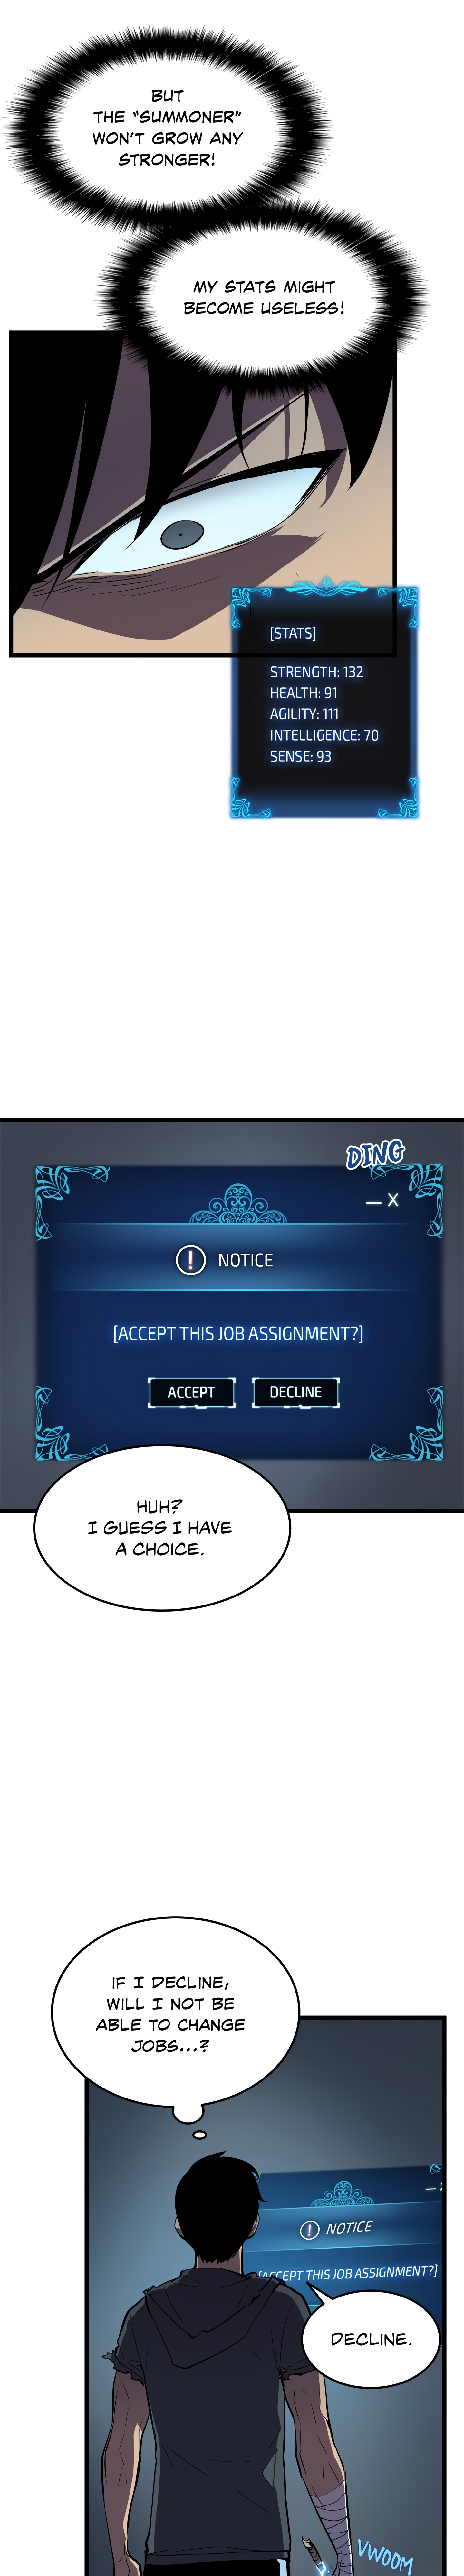 BUT
THE "SUMMONER"
WON'T GROW ANY
STRONGER!
MY STATS MIGHT
BECOME USELESS!
[STATS]
STRENGTH: 132
HEALTH: 91
AGILITY: 111
INTELLIGENCE: 70
SENSE: 93
DING
— X
! NOTICE
[ACCEPT THIS JOB ASSIGNMENT?]
ACCEPT DECLINE
HUH?
I GUESS I HAVE
A CHOICE.
IF I DECLINE,
WILL I NOT BE
ABLE TO CHANGE
JOBS...?
! NOTICE
[ACCEPT THIS JOB ASSIGNMENT?]
DECLINE.
VWOOM